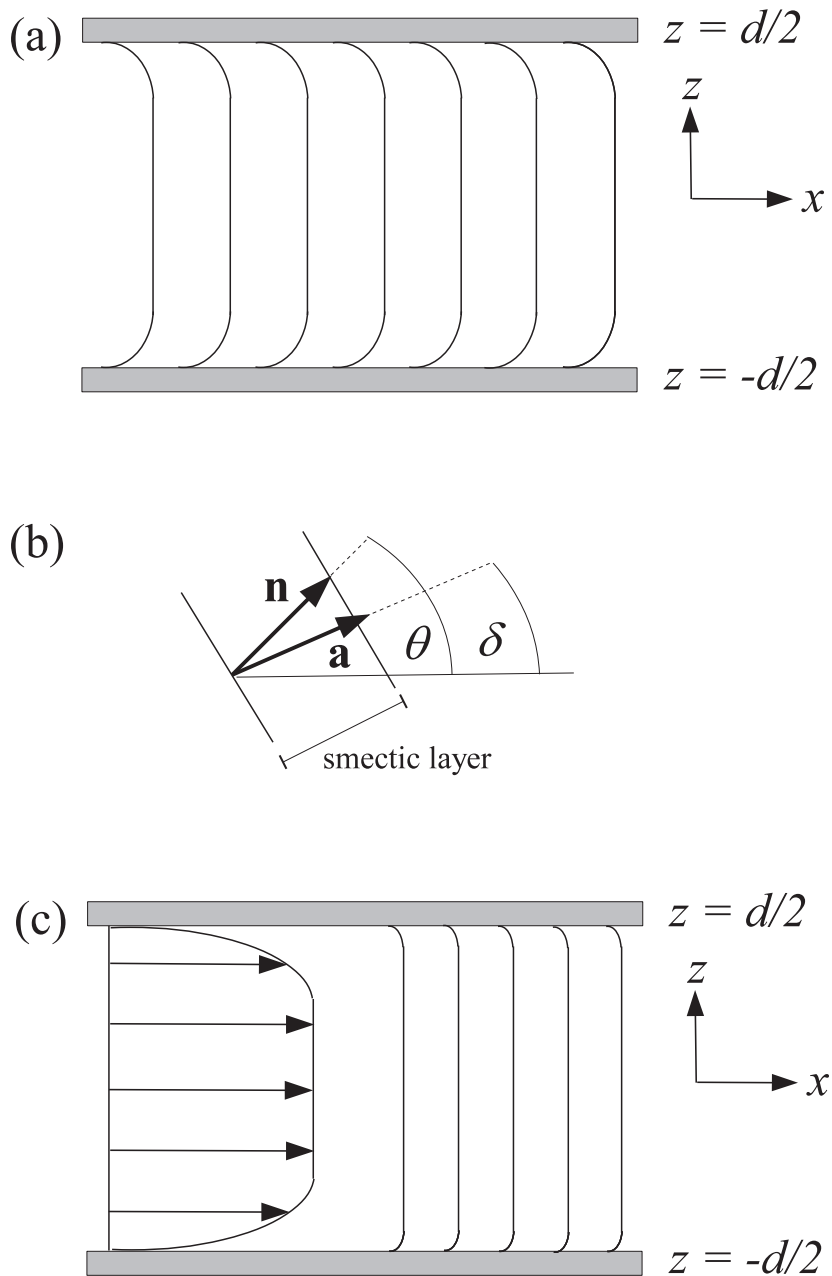 (a)
z = d/2
z
x
z = -d/2
(b)
n
a
θ
δ
smectic layer
(c)
z = d/2
z
x
z = -d/2